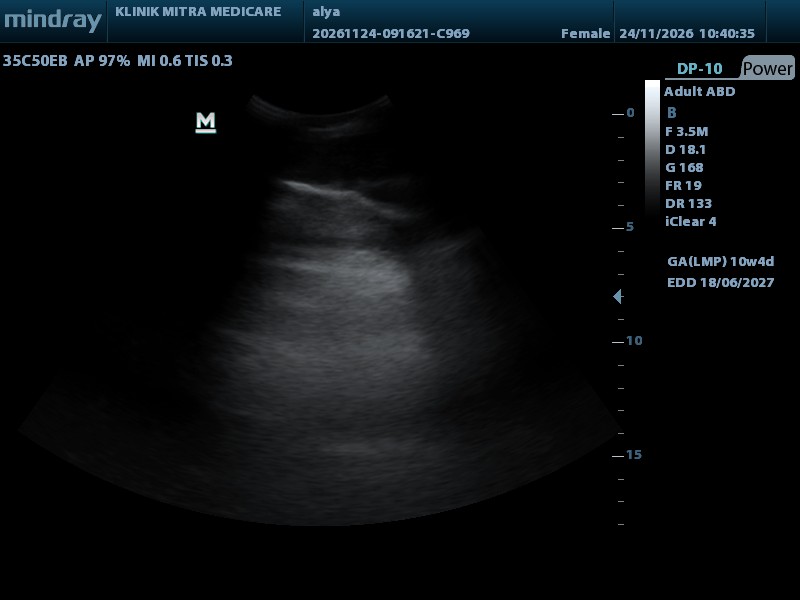 mindray
KLINIK MITRA MEDICARE
alya
20261124-091621-C969
Female
24/11/2026 10:40:35
35C50EB AP 97% MI 0.6 TIS 0.3
DP-10
Power
Adult ABD
B
F 3.5M
D 18.1
G 168
FR 19
DR 133
iClear 4
GA(LMP) 10w4d
EDD 18/06/2027
M
0
5
10
15